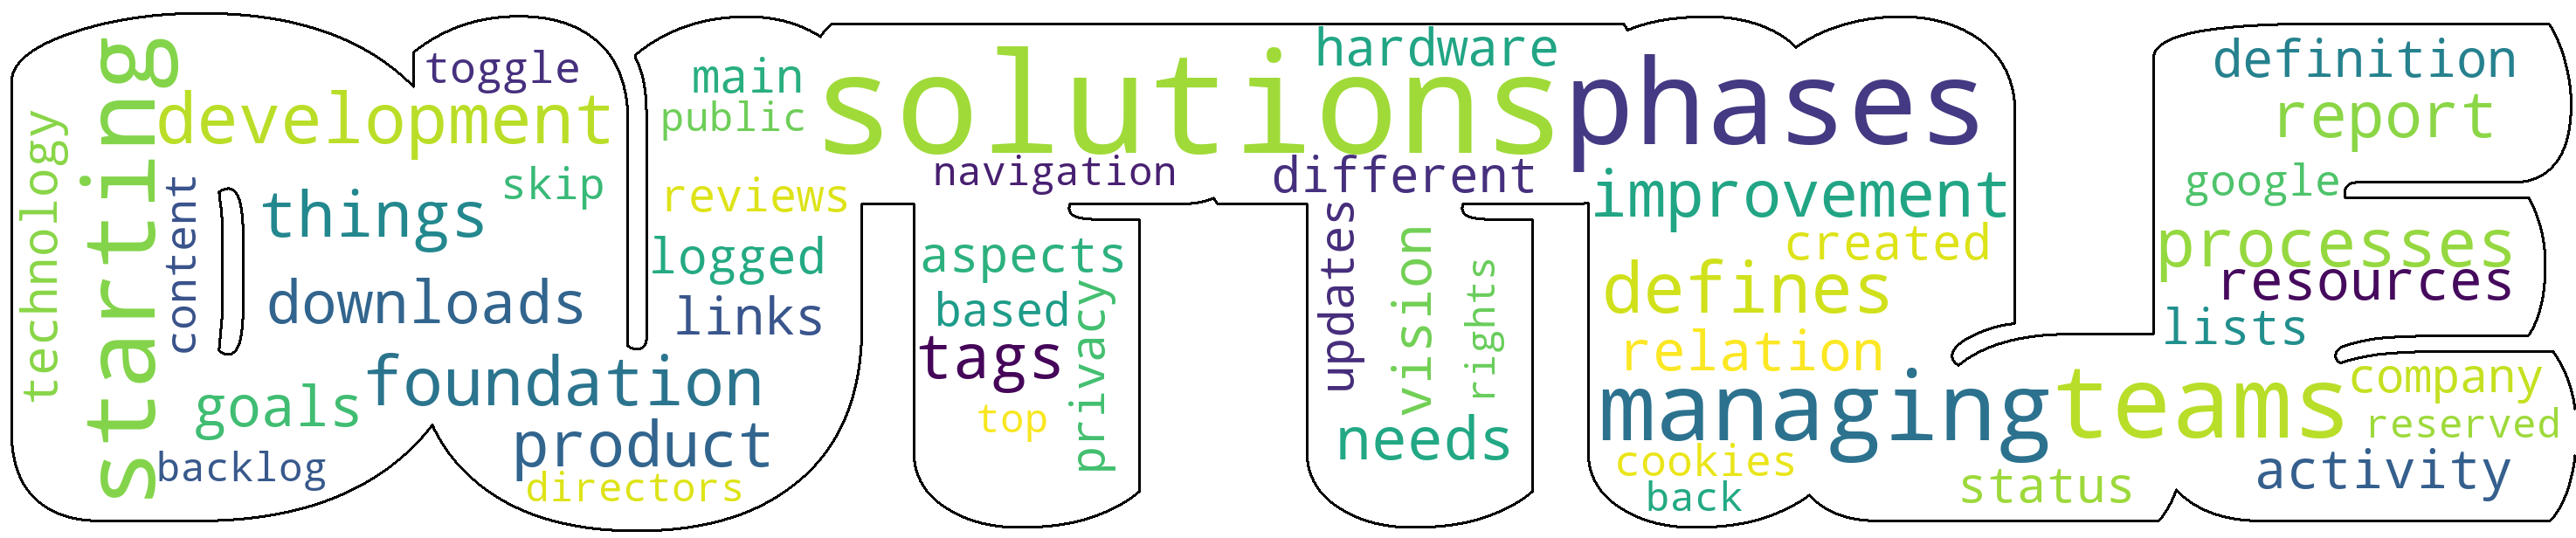 starting
technology
content
toggle
development
skip
things
downloads
foundation
goals
product
backlog
directors
main
public
reviews
logged
links
solutions
hardware
phases
navigation
different
improvement
aspects
based
tags
top
privacy
updates
vision
rights
needs
created
defines
relation
managing
teams
cookies
back
status
definition
report
google
processes
resources
lists
company
reserved
activity